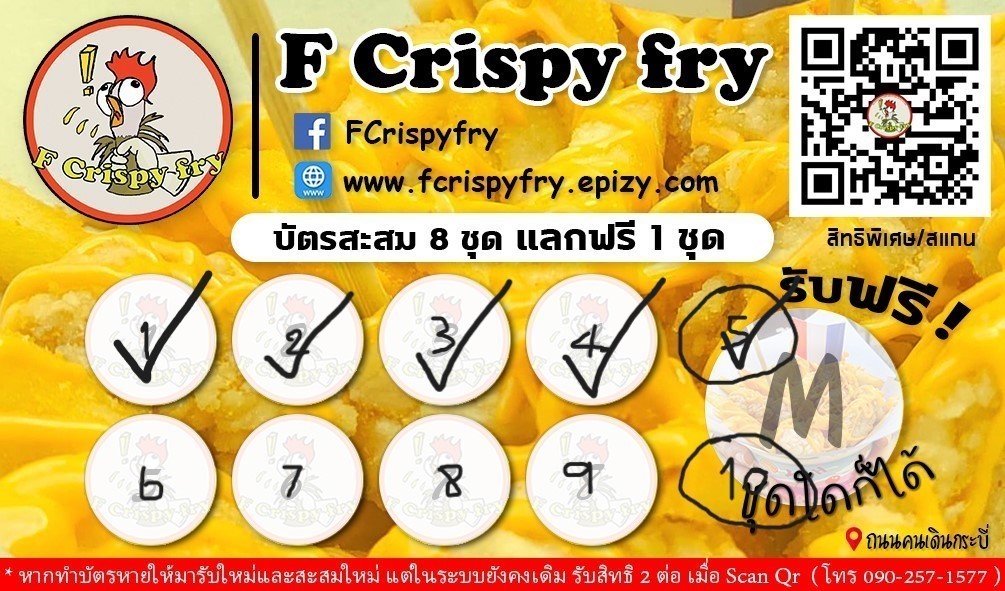 F Crispy fry
F Crispy fry
FCrispyfry
www
www.fcrispyfry.epizy.com
บัตรสะสม 8 ชุด แลกฟรี 1 ชุด
สิทธิพิเศษ/สแกน
รับฟรี !
1 2 3 4 5
M
6 7 8 9 10
ชุดใดก็ได้
ถนนคนเดินกระบี่
* หากทำบัตรหายให้มารับใหม่และสะสมใหม่ แต่ในระบบยังคงเดิม รับสิทธิ 2 ต่อ เมื่อ Scan Qr ( โทร 090-257-1577 )